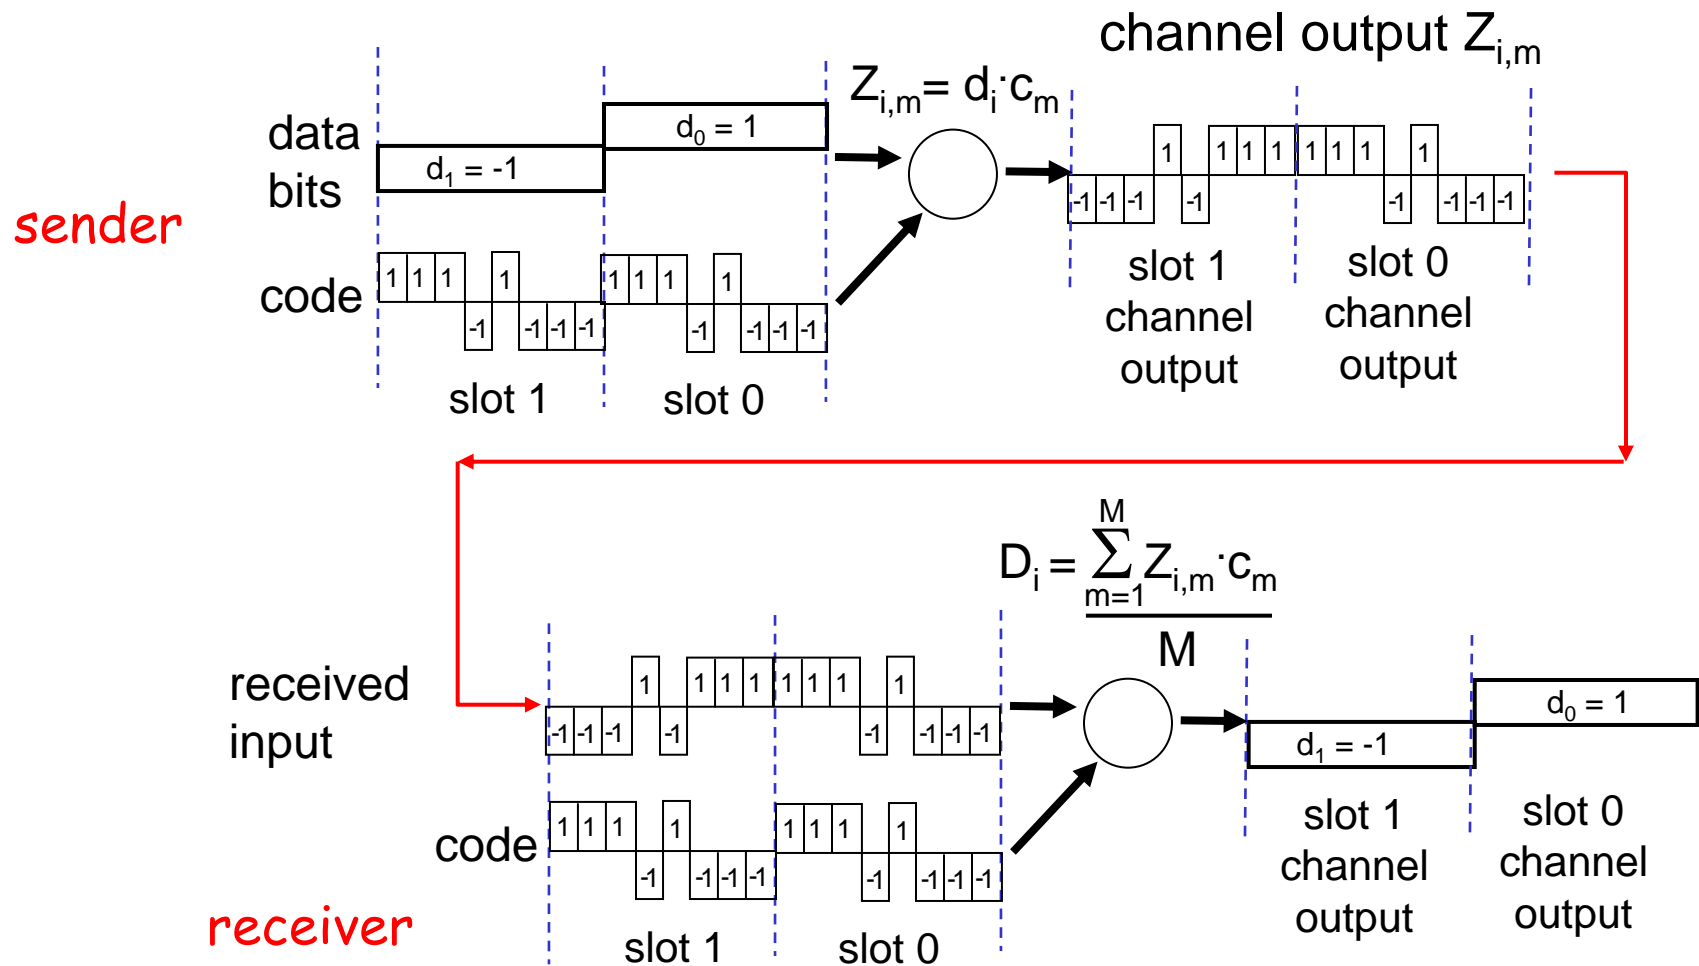 channel output Z_i,m
Z_i,m = d_i·c_m
data
bits
d_0 = 1
d_1 = -1
1 1 1 1
-1 -1 -1 -1
1 1 1 1
-1 -1 -1 -1
sender
code
slot 1
slot 0
1 1 1 1
-1 -1 -1 -1
1 1 1 1
-1 -1 -1 -1
slot 1
channel
output
slot 0
channel
output
D_i = Σ Z_i,m·c_m
M
m=1
M
received
input
1 1 1 1
-1 -1 -1 -1
1 1 1 1
-1 -1 -1 -1
code
1 1 1 1
-1 -1 -1 -1
1 1 1 1
-1 -1 -1 -1
receiver
slot 1
slot 0
d_0 = 1
d_1 = -1
slot 1
channel
output
slot 0
channel
output